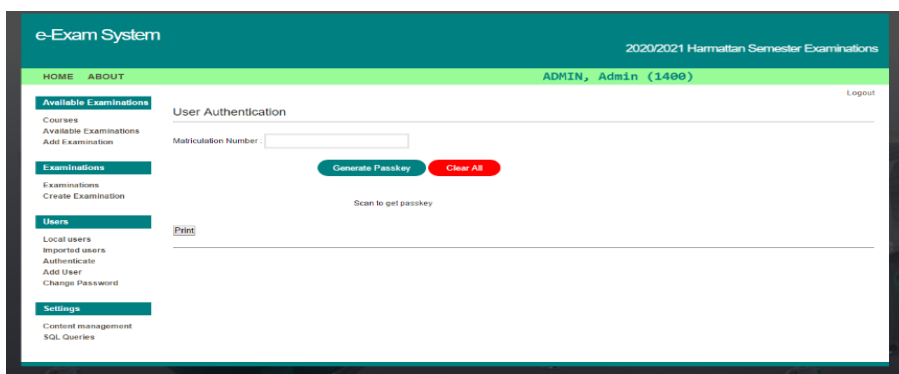 e-Exam System
2020/2021 Harmattan Semester Examinations
HOME ABOUT
ADMIN, Admin (1400)
Logout
Available Examinations
Courses
Available Examinations
Add Examination
Examinations
Examinations
Create Examination
Users
Local users
Imported users
Authenticate
Add User
Change Password
Settings
Content management
SQL Queries
User Authentication
Matriculation Number :
Generate Passkey Clear All
Scan to get passkey
Print